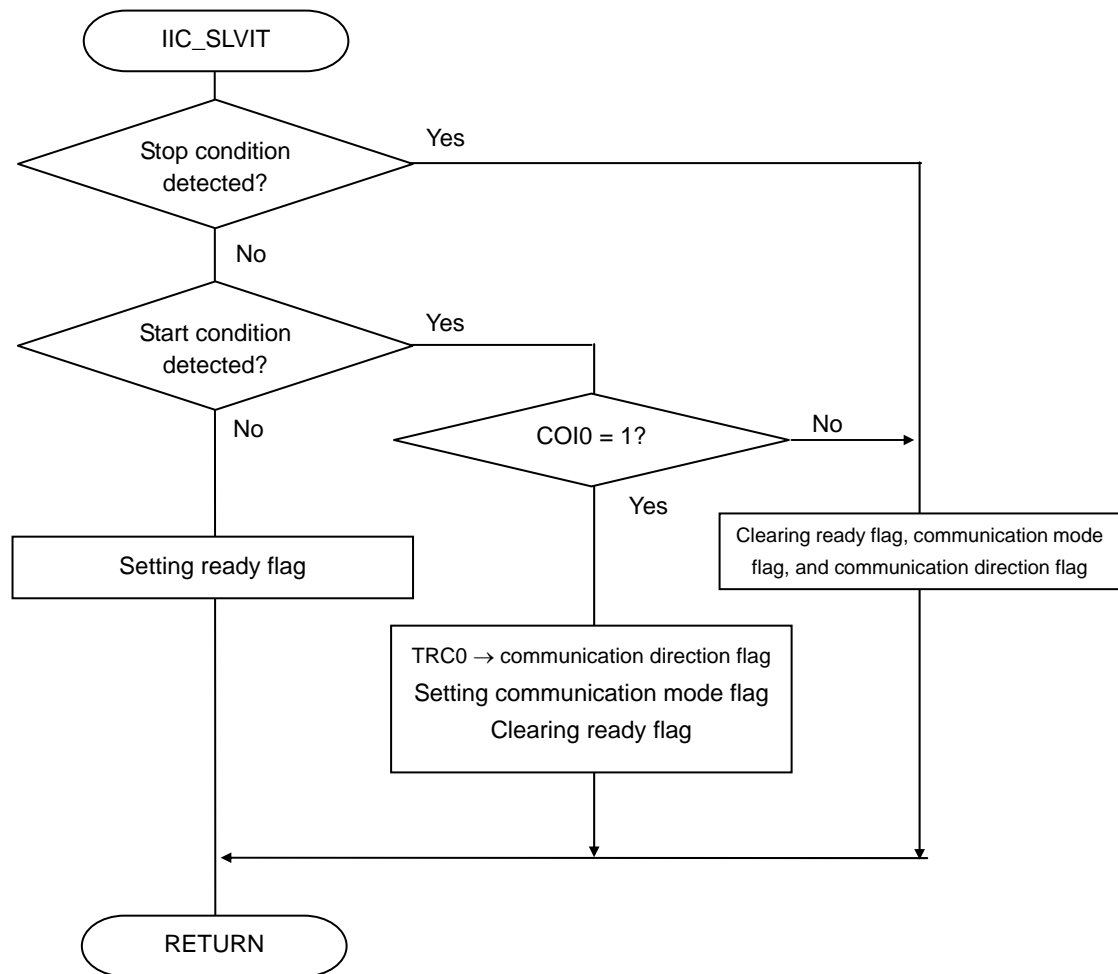 IIC_SLVIT
Stop condition
detected?
Yes
No
Start condition
detected?
Yes
No
COI0 = 1?
No
Yes
Setting ready flag
Clearing ready flag, communication mode
flag, and communication direction flag
TRC0 → communication direction flag
Setting communication mode flag
Clearing ready flag
RETURN